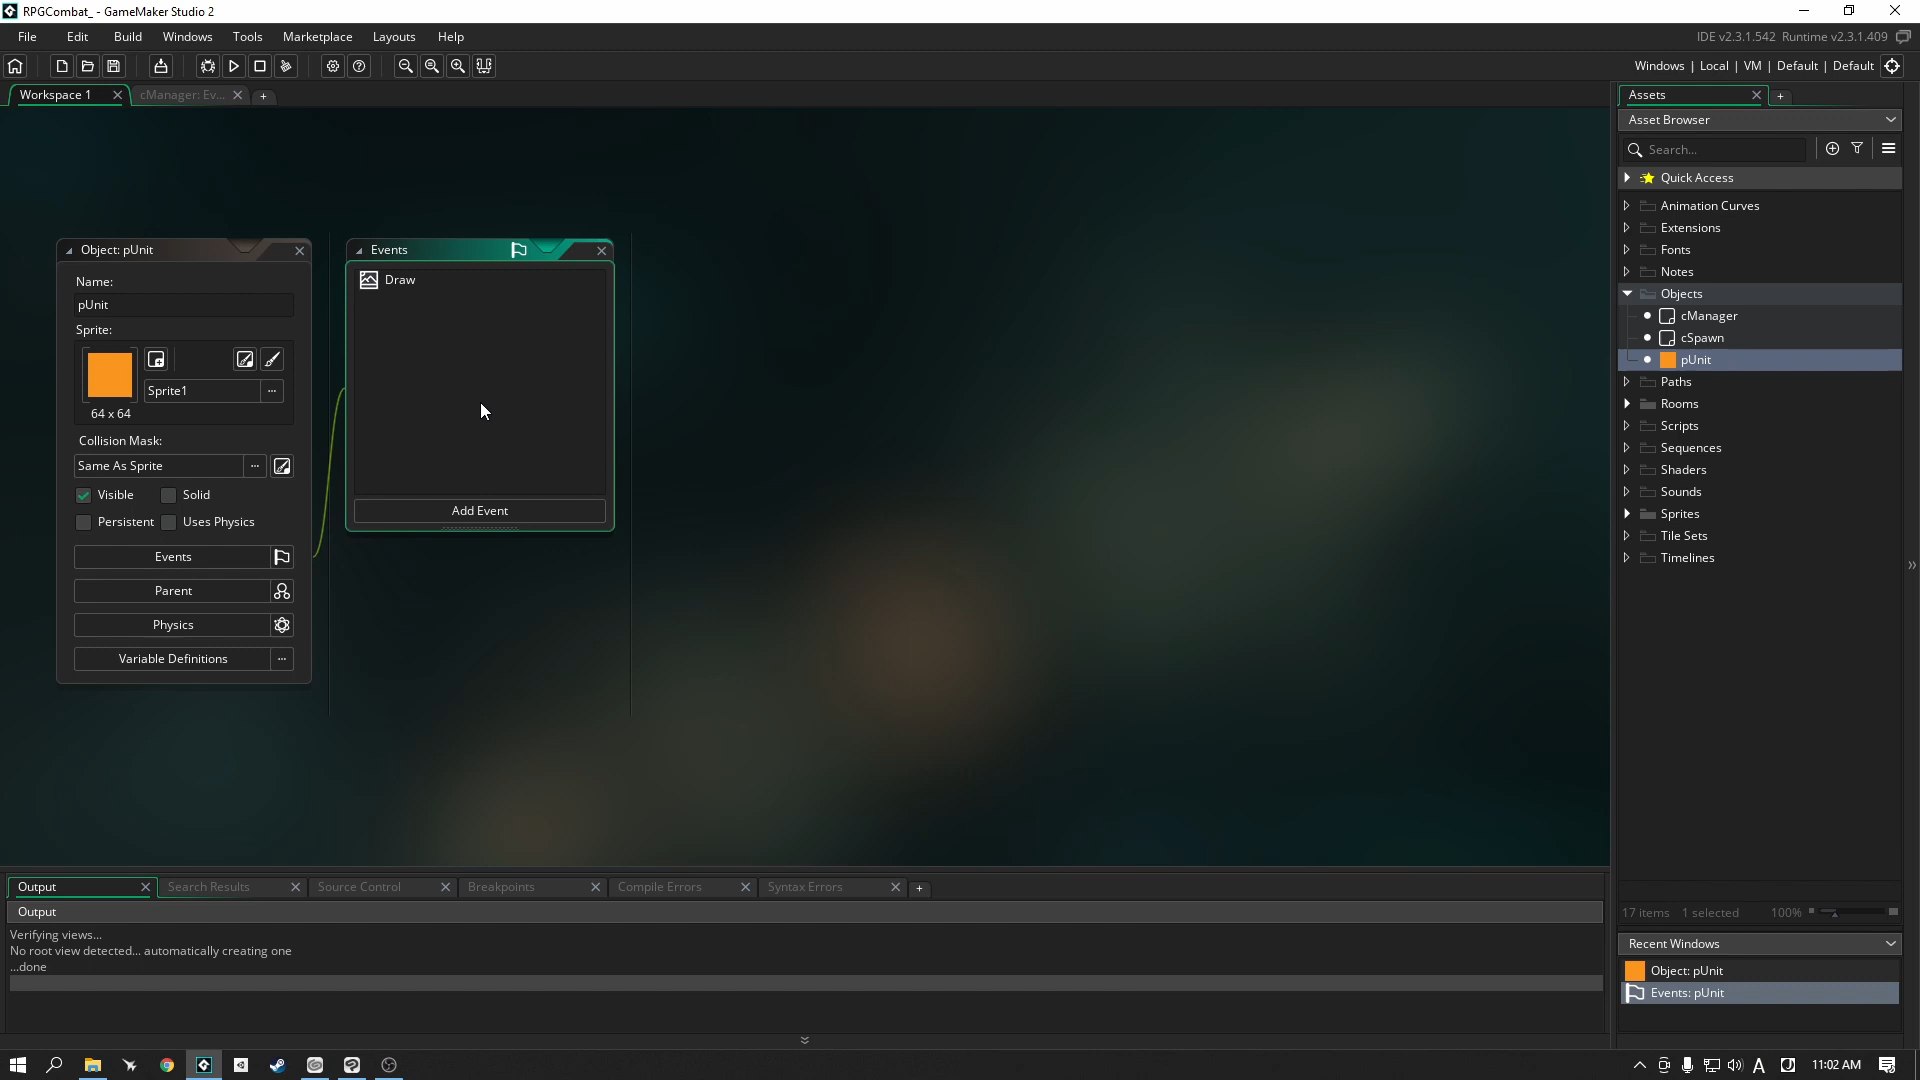 RPGCombat_ - GameMaker Studio 2
File Edit Build Windows Tools Marketplace Layouts Help
IDE v2.3.1.542 Runtime v2.3.1.409
Windows | Local | VM | Default | Default
Workspace 1
cManager: Ev...
Assets
Asset Browser
Search...
Quick Access
Animation Curves
Extensions
Fonts
Notes
Objects
cManager
cSpawn
pUnit
Paths
Rooms
Scripts
Sequences
Shaders
Sounds
Sprites
Tile Sets
Timelines
17 items 1 selected 100%
Recent Windows
Object: pUnit
Events: pUnit
Object: pUnit
Name:
pUnit
Sprite:
Sprite1
64 x 64
Collision Mask:
Same As Sprite
Visible Solid
Persistent Uses Physics
Events
Parent
Physics
Variable Definitions
Events
Draw
Add Event
Output Search Results Source Control Breakpoints Compile Errors Syntax Errors
Output
Verifying views...
No root view detected... automatically creating one
...done
A
11:02 AM